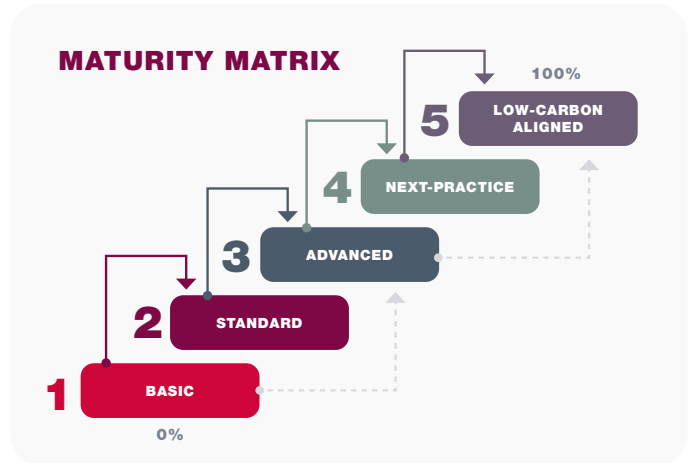 MATURITY MATRIX
100%
5
LOW-CARBON
ALIGNED
4
NEXT-PRACTICE
3
ADVANCED
2
STANDARD
1
BASIC
0%